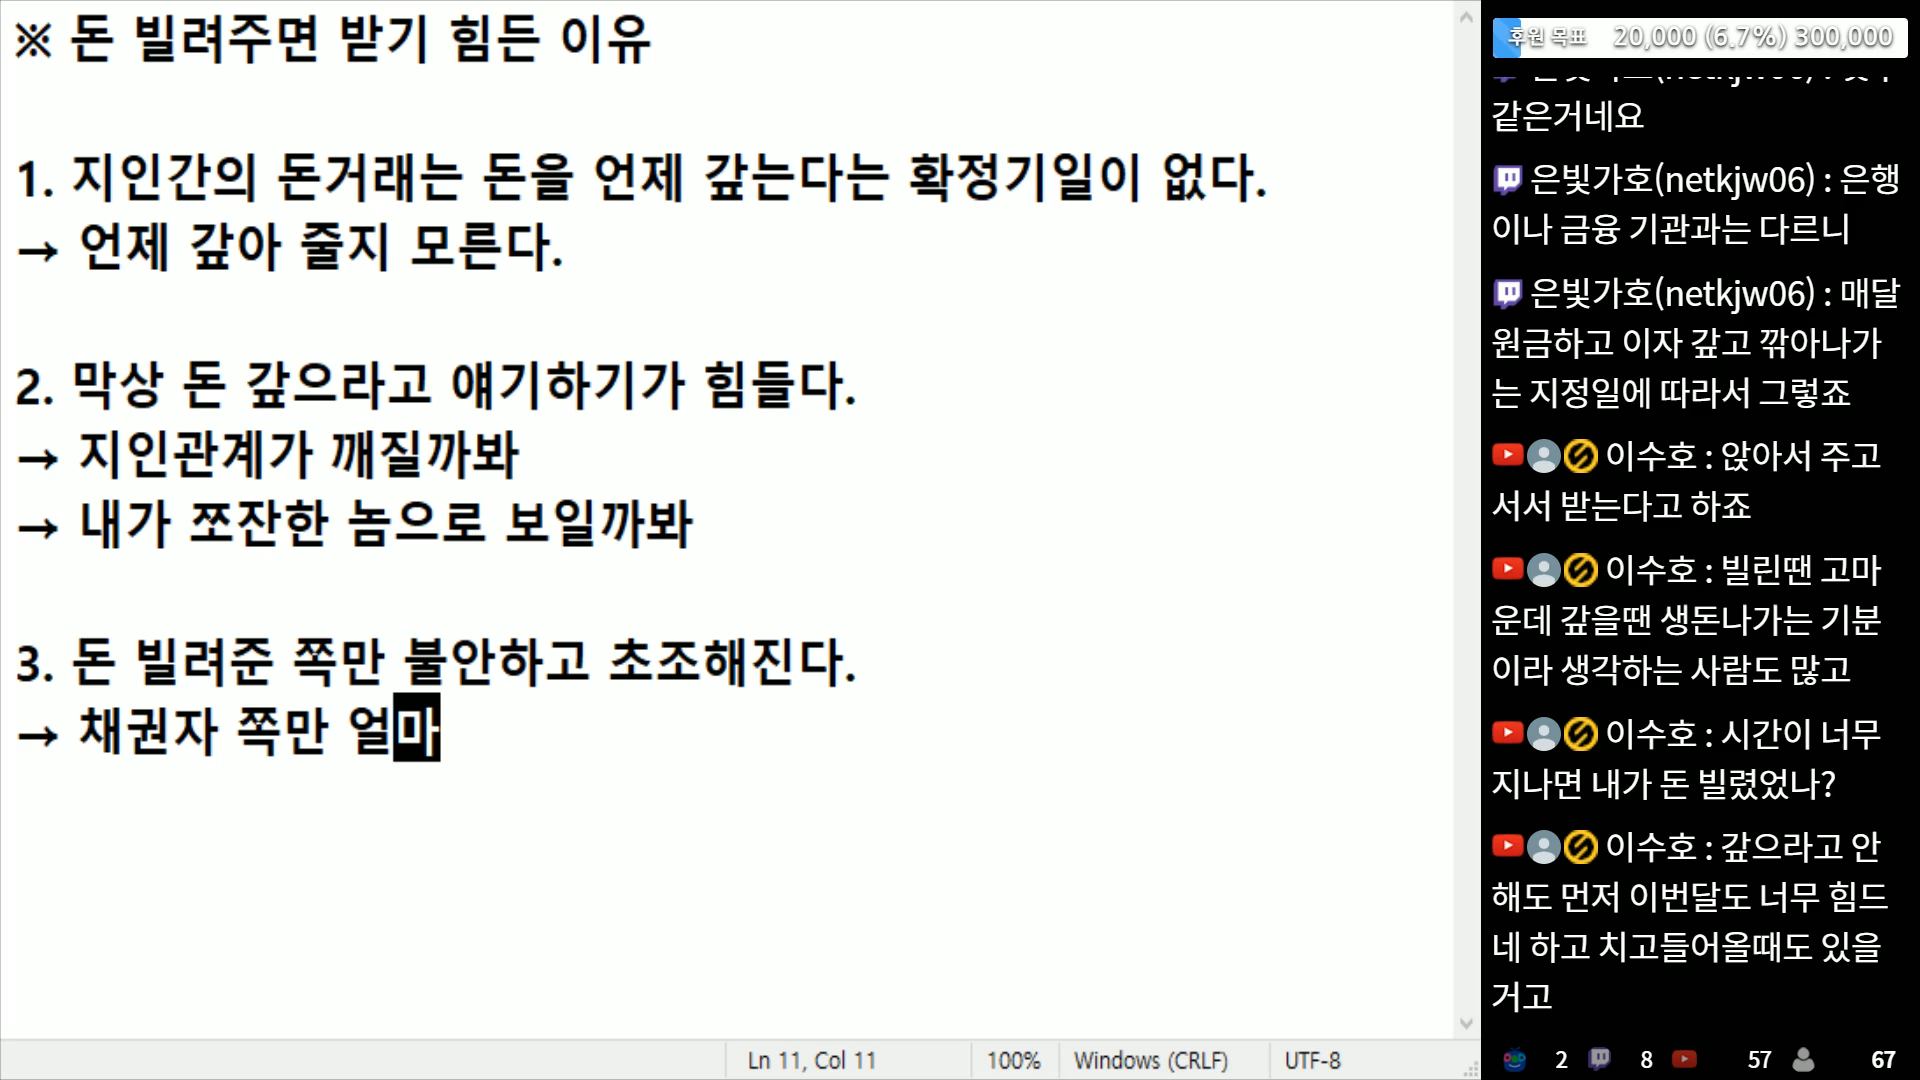 ※ 돈 빌려주면 받기 힘든 이유
1. 지인간의 돈거래는 돈을 언제 갚는다는 확정기일이 없다.
→ 언제 갚아 줄지 모른다.
2. 막상 돈 갚으라고 얘기하기가 힘들다.
→ 지인관계가 깨질까봐
→ 내가 쪼잔한 놈으로 보일까봐
3. 돈 빌려준 쪽만 불안하고 초조해진다.
→ 채권자 쪽만 얼마
Ln 11, Col 11
100%
Windows (CRLF)
UTF-8
후원 목표 20,000 (6.7%) 300,000
같은거네요
은빛가호(netkjw06) : 은행
이나 금융 기관과는 다르니
은빛가호(netkjw06) : 매달
원금하고 이자 갚고 깎아나가
는 지정일에 따라서 그렇죠
이수호 : 앉아서 주고
서서 받는다고 하죠
이수호 : 빌린땐 고마
운데 갚을땐 생돈나가는 기분
이라 생각하는 사람도 많고
이수호 : 시간이 너무
지나면 내가 돈 빌렸었나?
이수호 : 갚으라고 안
해도 먼저 이번달도 너무 힘드
네 하고 치고들어올때도 있을
거고
2 8 57 67